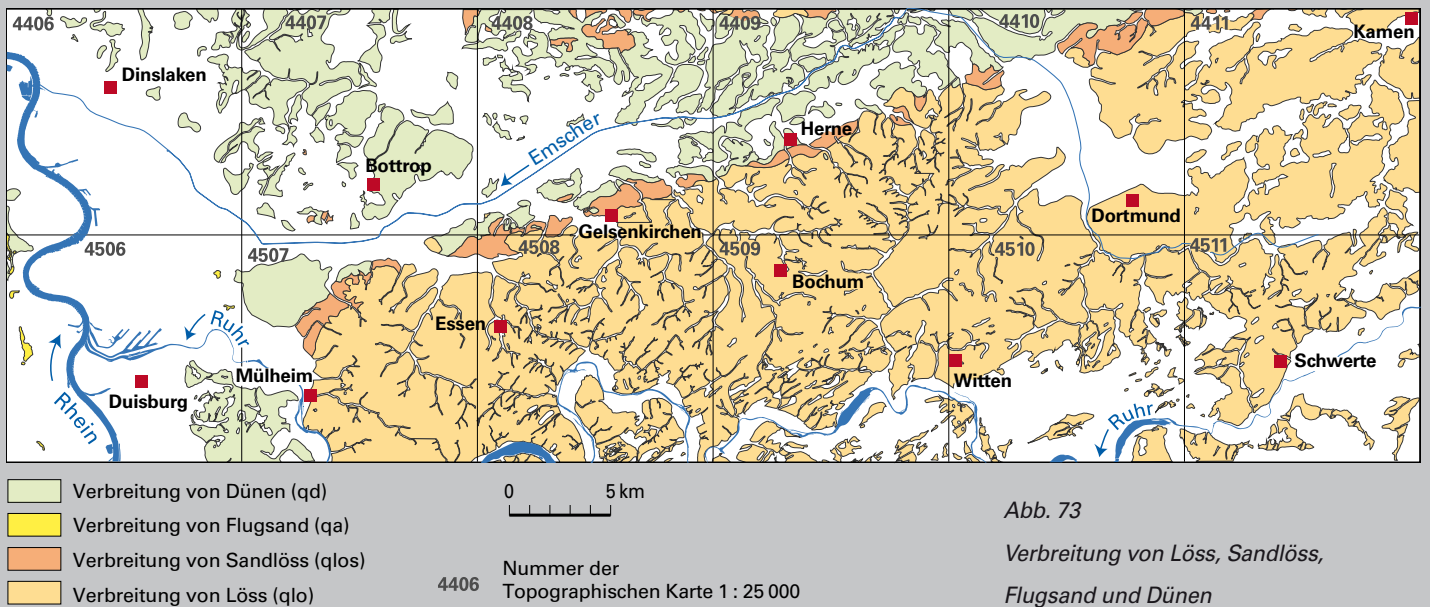 4406
4407
4408
4409
4410
4411
Kamen
Dinslaken
Emscher
Herne
Bottrop
Dortmund
Gelsenkirchen
4506
4507
4508
4509
4510
4511
Bochum
Essen
Ruhr
Schwerte
Mülheim
Witten
Duisburg
Rhein
Ruhr
Verbreitung von Dünen (qd)
Verbreitung von Flugsand (qa)
Verbreitung von Sandlöss (qlos)
Verbreitung von Löss (qlo)
0 5 km
4406 Nummer der
Topographischen Karte 1 : 25 000
Abb. 73
Verbreitung von Löss, Sandlöss,
Flugsand und Dünen